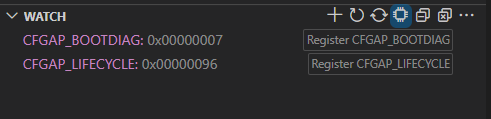 WATCH
CFGAP_BOOTDIAG: 0x00000007 Register CFGAP_BOOTDIAG
CFGAP_LIFECYCLE: 0x00000096 Register CFGAP_LIFECYCLE